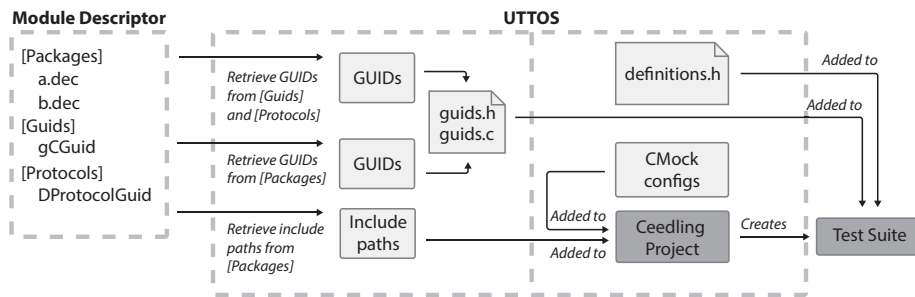 Module Descriptor
[Packages]
a.dec
b.dec
[Guids]
gCGuid
[Protocols]
DProtocolGuid
UTTOS
Retrieve GUIDs
from [Guids]
and [Protocols]
GUIDs
Retrieve GUIDs
from [Packages]
GUIDs
Retrieve include
paths from
[Packages]
Include
paths
guids.h
guids.c
definitions.h
Added to
Added to
CMock
configs
Added to
Added to
Ceedling
Project
Creates
Test Suite